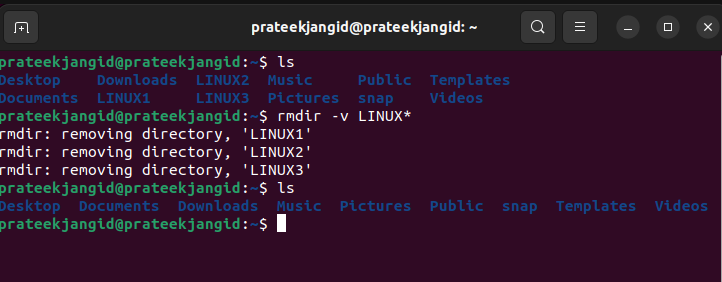 prateekjangid@prateekjangid: ~
prateekjangid@prateekjangid:~$ ls
Desktop    Downloads  LINUX2  Music     Public  Templates
Documents  LINUX1     LINUX3  Pictures  snap    Videos
prateekjangid@prateekjangid:~$ rmdir -v LINUX*
rmdir: removing directory, 'LINUX1'
rmdir: removing directory, 'LINUX2'
rmdir: removing directory, 'LINUX3'
prateekjangid@prateekjangid:~$ ls
Desktop  Documents  Downloads  Music  Pictures  Public  snap  Templates  Videos
prateekjangid@prateekjangid:~$